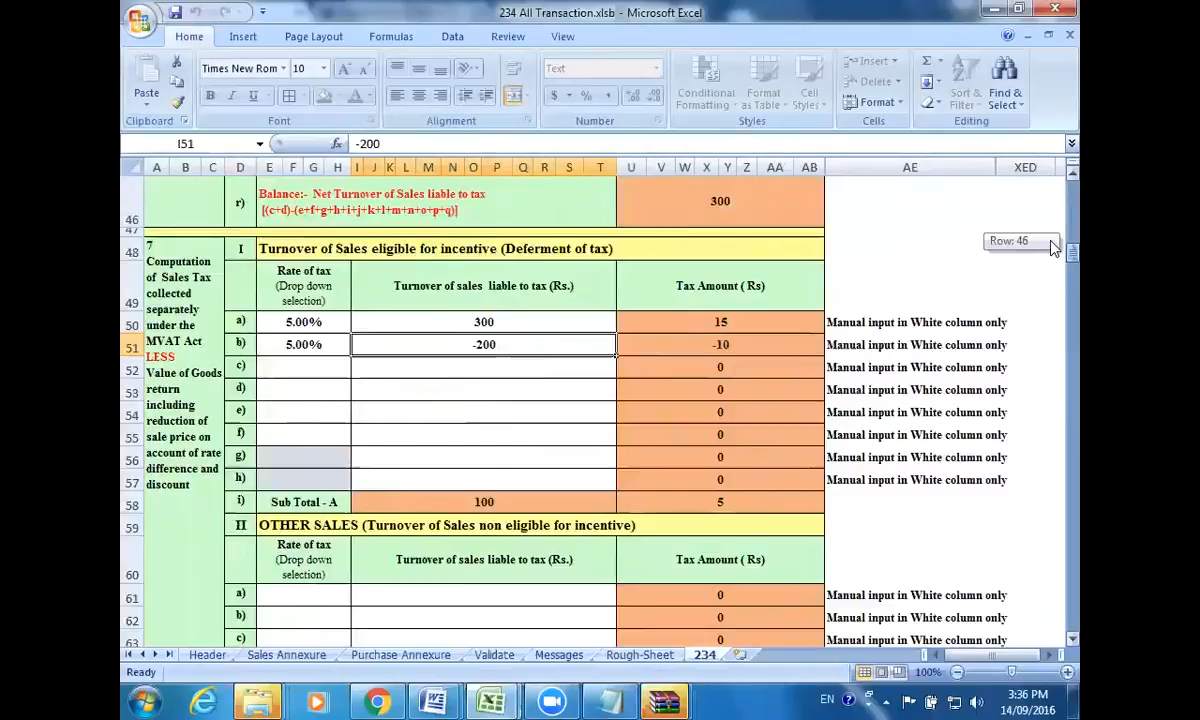 234 All Transaction.xlsb - Microsoft Excel
Home Insert Page Layout Formulas Data Review View
Paste
Times New Rom 10
B I U
Text
$ % ,
Conditional Formatting
Format as Table
Cell Styles
Insert
Delete
Format
Sort & Filter
Find & Select
Clipboard Font Alignment Number Styles Cells Editing
I51 fx -200
A B C D E F G H I J K L M N O P Q R S T U V W X Y Z AA AB AE XED
46 r) Balance:- Net Turnover of Sales liable to tax
[(c+d)-(e+f+g+h+i+j+k+l+m+n+o+p+q)] 300
47
Row: 46
48 7 I Turnover of Sales eligible for incentive (Deferment of tax)
Computation
of Sales Tax
collected
separately
under the
MVAT Act
LESS
Value of Goods
return
including
reduction of
sale price on
account of rate
difference and
discount
49 Rate of tax
(Drop down
selection) Turnover of sales liable to tax (Rs.) Tax Amount ( Rs)
50 a) 5.00% 300 15 Manual input in White column only
51 b) 5.00% -200 -10 Manual input in White column only
52 c) 0 Manual input in White column only
53 d) 0 Manual input in White column only
54 e) 0 Manual input in White column only
55 f) 0 Manual input in White column only
56 g) 0 Manual input in White column only
57 h) 0 Manual input in White column only
58 i) Sub Total - A 100 5
59 II OTHER SALES (Turnover of Sales non eligible for incentive)
60 Rate of tax
(Drop down
selection) Turnover of sales liable to tax (Rs.) Tax Amount ( Rs)
61 a) 0 Manual input in White column only
62 b) 0 Manual input in White column only
63 c) 0 Manual input in White column only
Header Sales Annexure Purchase Annexure Validate Messages Rough-Sheet 234
Ready 100%
EN 3:36 PM
14/09/2016